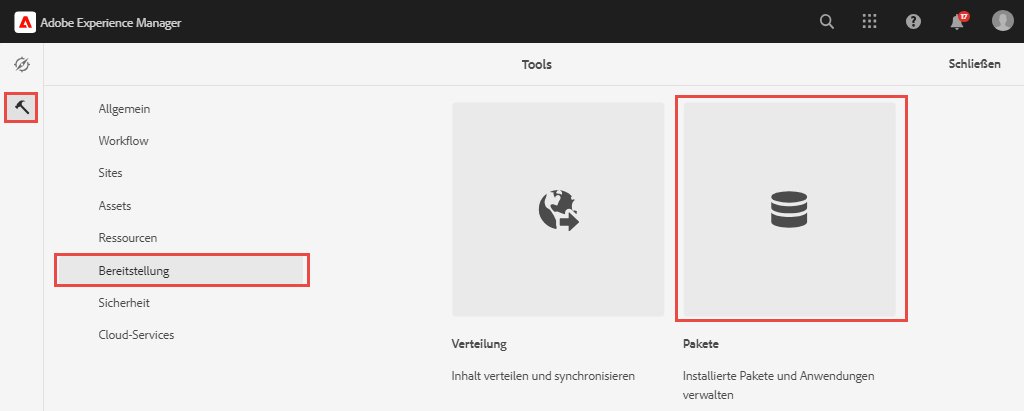 Adobe Experience Manager
17
Tools
Schließen
Allgemein
Workflow
Sites
Assets
Ressourcen
Bereitstellung
Sicherheit
Cloud-Services
Verteilung
Inhalt verteilen und synchronisieren
Pakete
Installierte Pakete und Anwendungen
verwalten